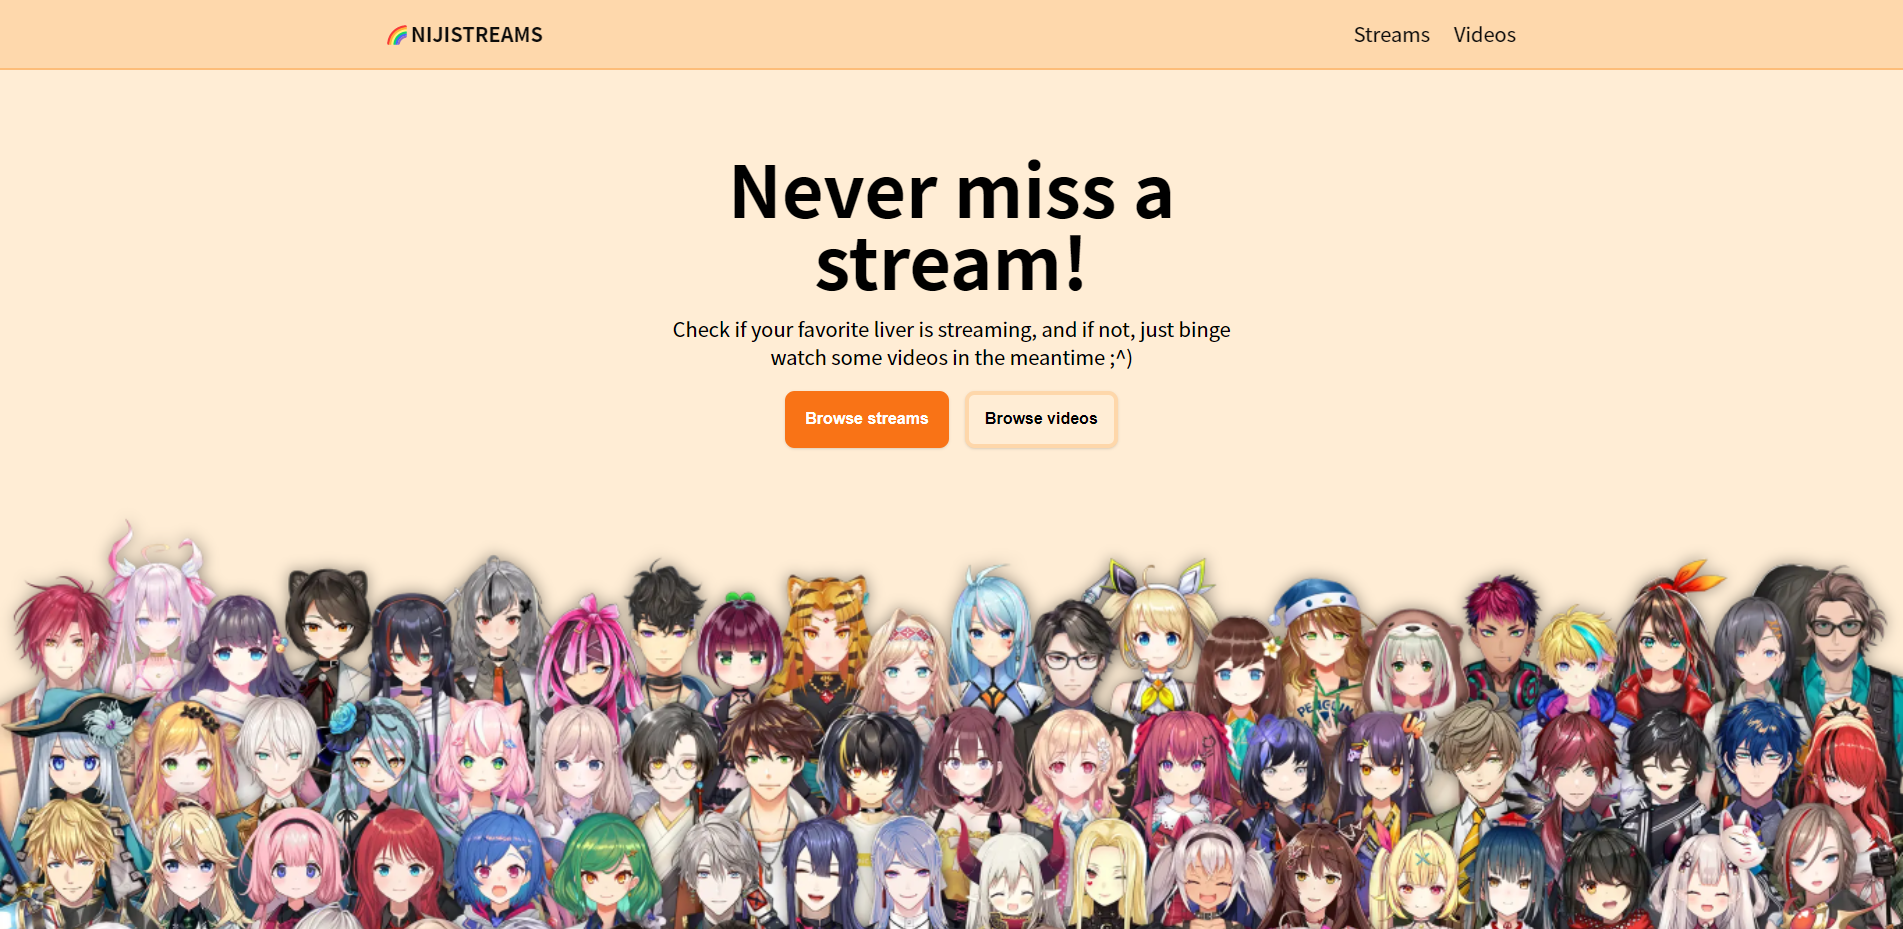 NIJISTREAMS
Streams
Videos
Never miss a
stream!
Check if your favorite liver is streaming, and if not, just binge
watch some videos in the meantime ;^)
Browse streams
Browse videos